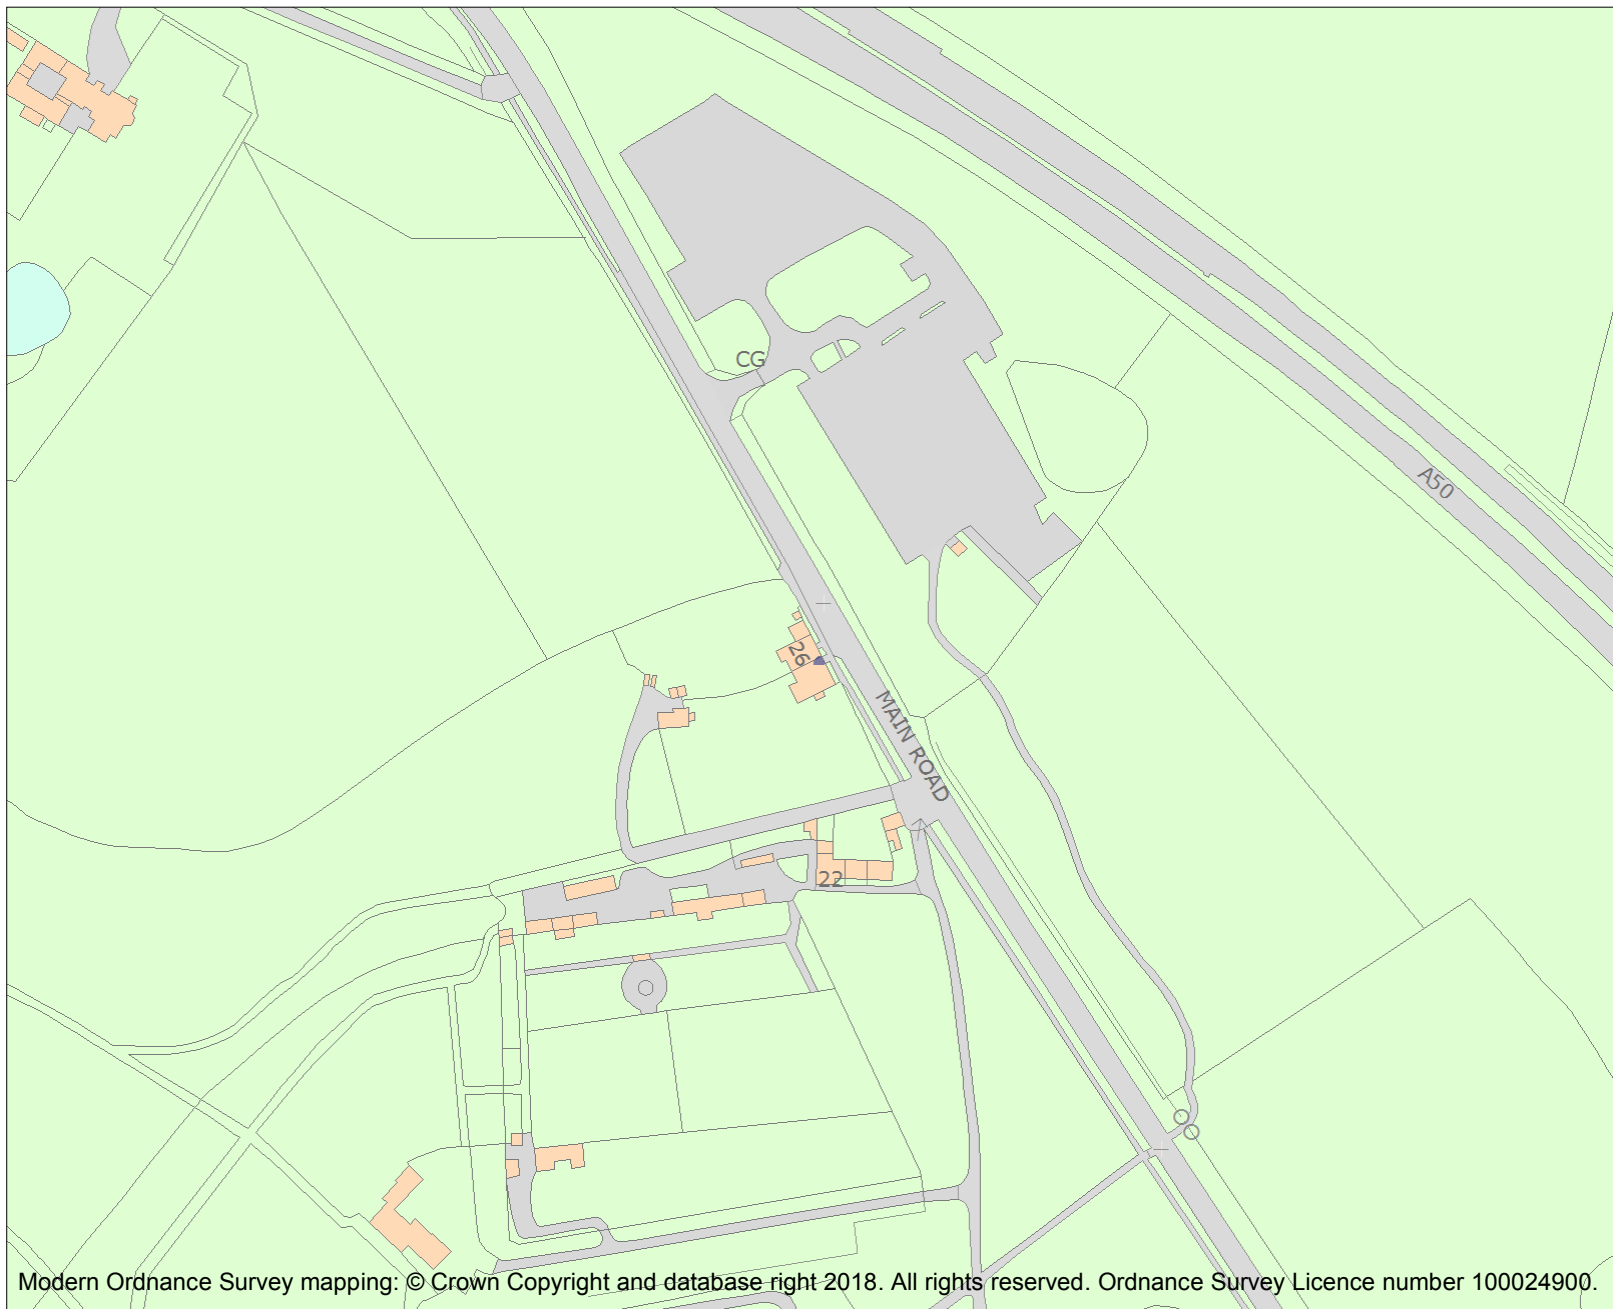 CG
A50
26
MAIN ROAD
22
Modern Ordnance Survey mapping: © Crown Copyright and database right 2018. All rights reserved. Ordnance Survey Licence number 100024900.